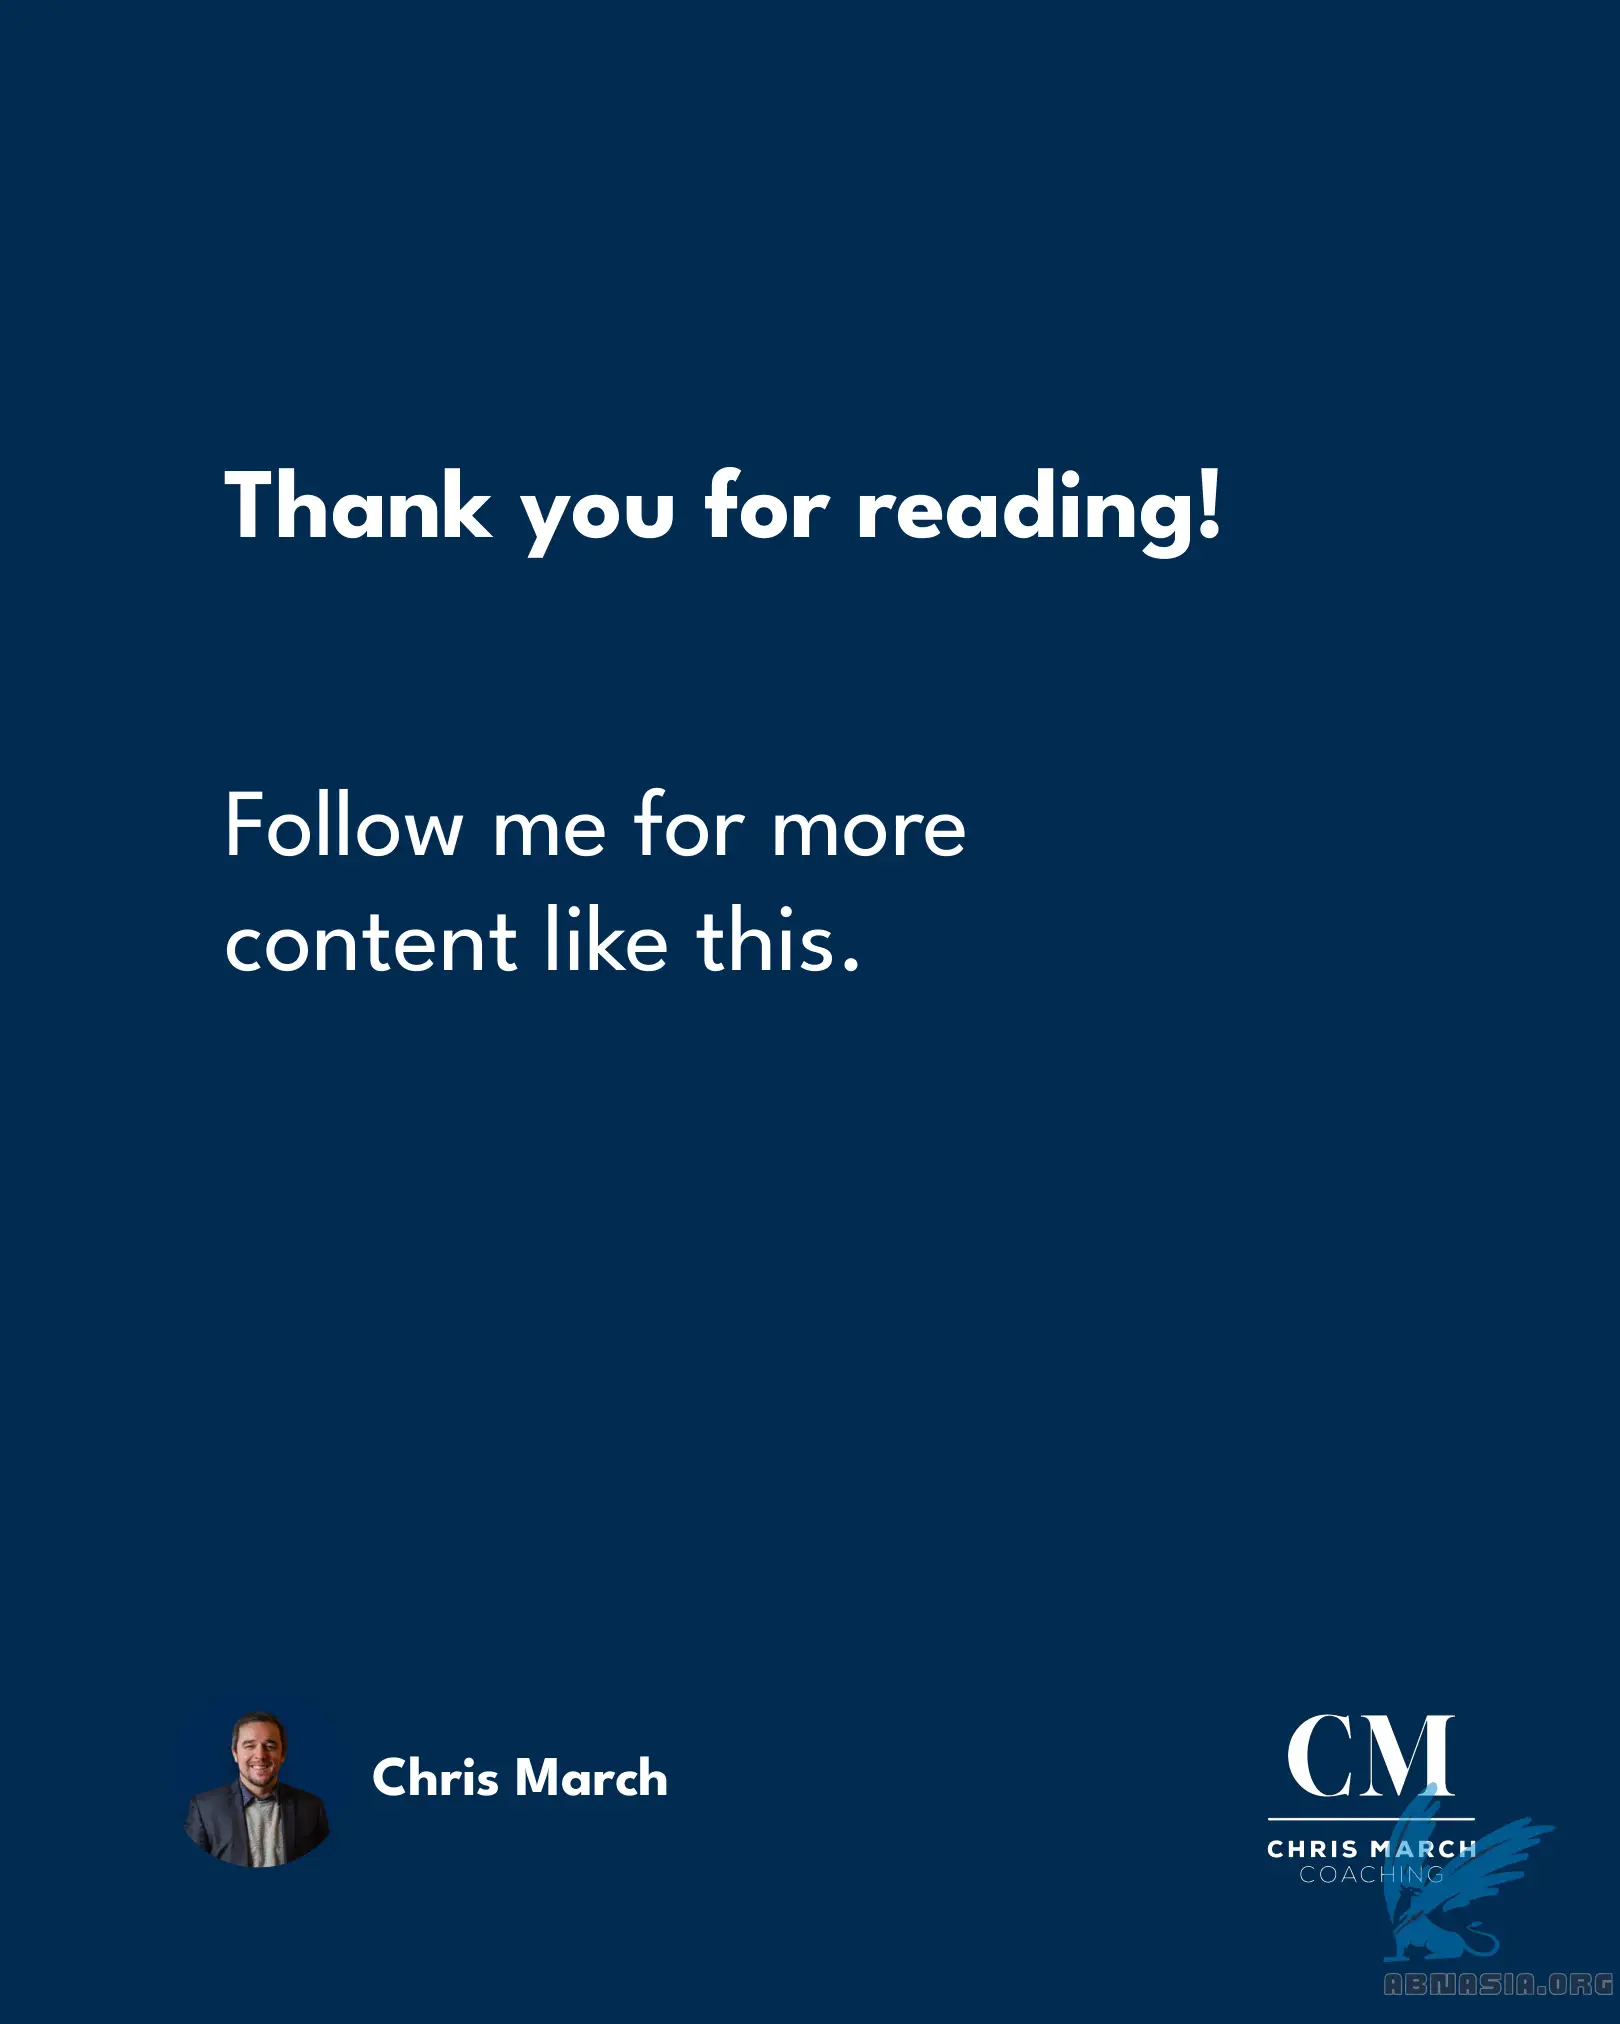 Thank you for reading!
Follow me for more
content like this.
Chris March
CM
CHRIS MARCH
COACHING
ABNASIA.ORG